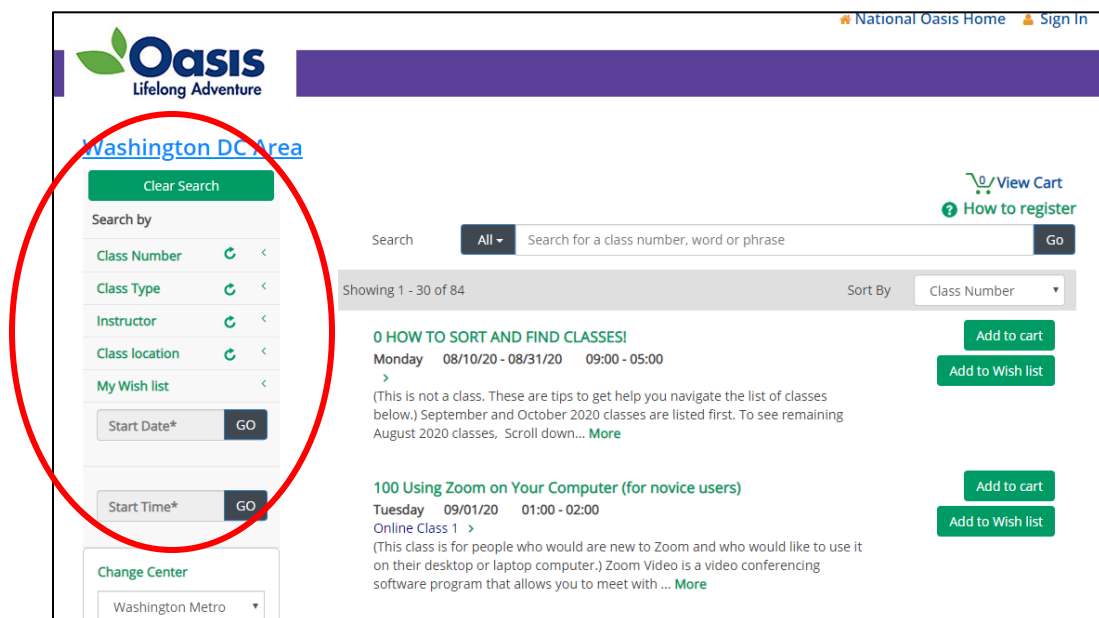 National Oasis Home Sign In
Oasis
Lifelong Adventure
Washington DC Area
Clear Search
Search by
Class Number
Class Type
Instructor
Class location
My Wish list
Start Date* GO
Start Time* GO
Change Center
Washington Metro
0 View Cart
? How to register
Search All Search for a class number, word or phrase Go
Showing 1 - 30 of 84 Sort By Class Number
0 HOW TO SORT AND FIND CLASSES! Add to cart
Monday 08/10/20 - 08/31/20 09:00 - 05:00
Add to Wish list
(This is not a class. These are tips to get help you navigate the list of classes
below.) September and October 2020 classes are listed first. To see remaining
August 2020 classes, Scroll down... More
100 Using Zoom on Your Computer (for novice users) Add to cart
Tuesday 09/01/20 01:00 - 02:00
Online Class 1 > Add to Wish list
(This class is for people who would are new to Zoom and who would like to use it
on their desktop or laptop computer.) Zoom Video is a video conferencing
software program that allows you to meet with ... More